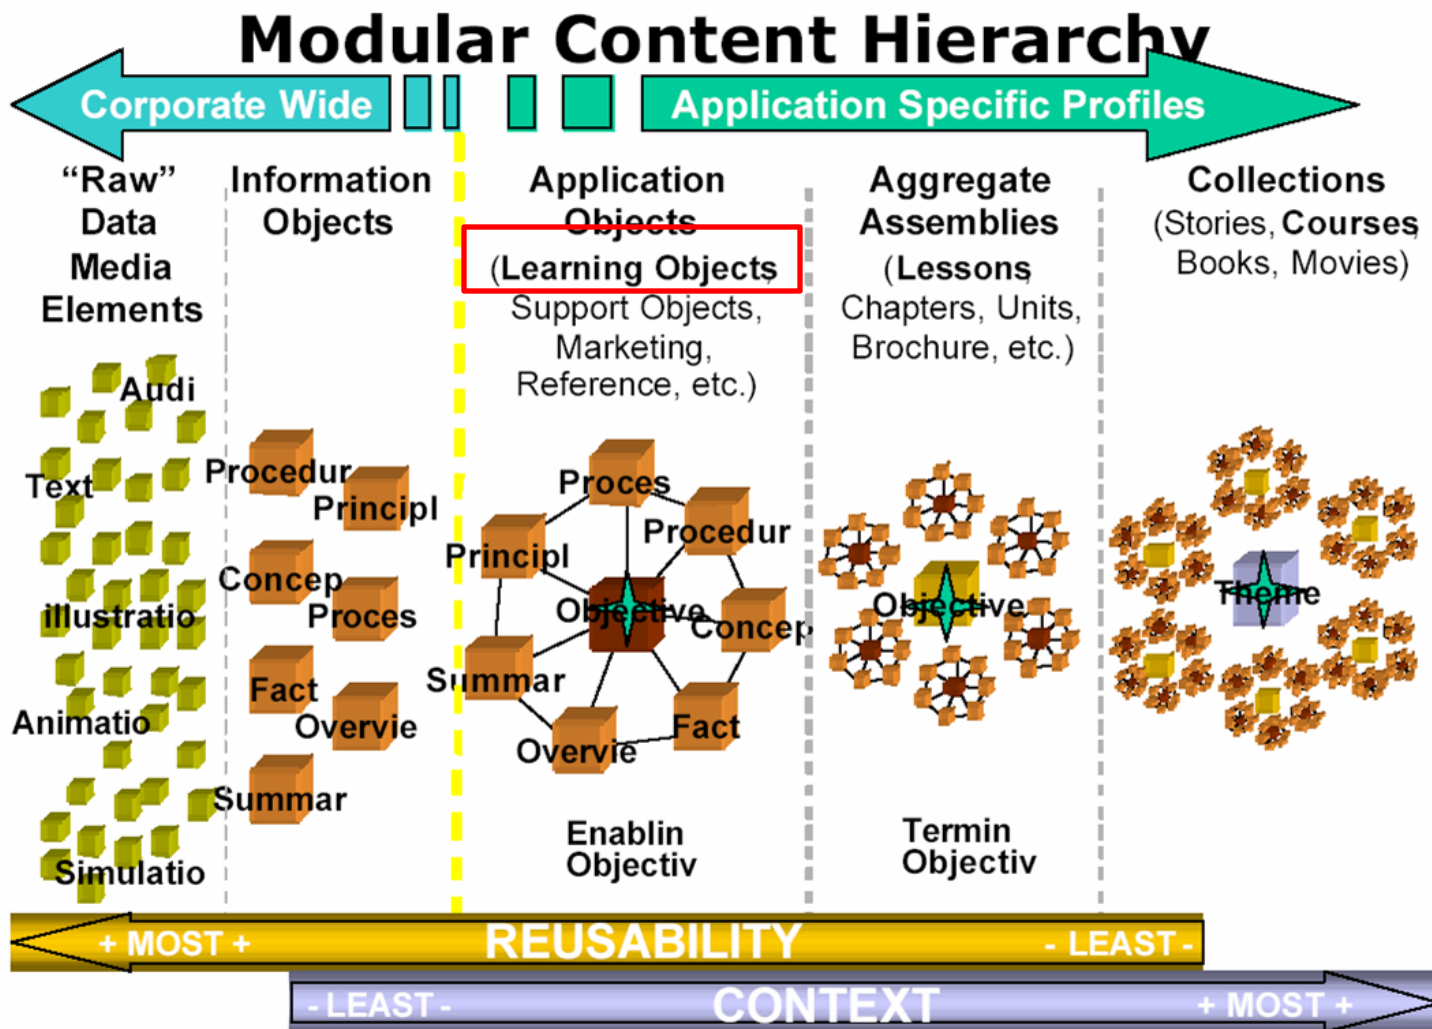 Modular Content Hierarchy
Corporate Wide
Application Specific Profiles
“Raw”
Data
Media
Elements
Information
Objects
Application
Objects
(Learning Objects,
Support Objects,
Marketing,
Reference, etc.)
Aggregate
Assemblies
(Lessons,
Chapters, Units,
Brochure, etc.)
Collections
(Stories, Courses,
Books, Movies)
Audi
Text
illustratio
Animatio
Simulatio
Procedur
Principl
Concep
Proces
Fact
Overvie
Summar
Proces
Procedur
Principl
Objective
Concep
Summar
Fact
Overvie
Enablin
Objectiv
Objective
Termin
Objectiv
Theme
+ MOST +
REUSABILITY
- LEAST -
- LEAST -
CONTEXT
+ MOST +